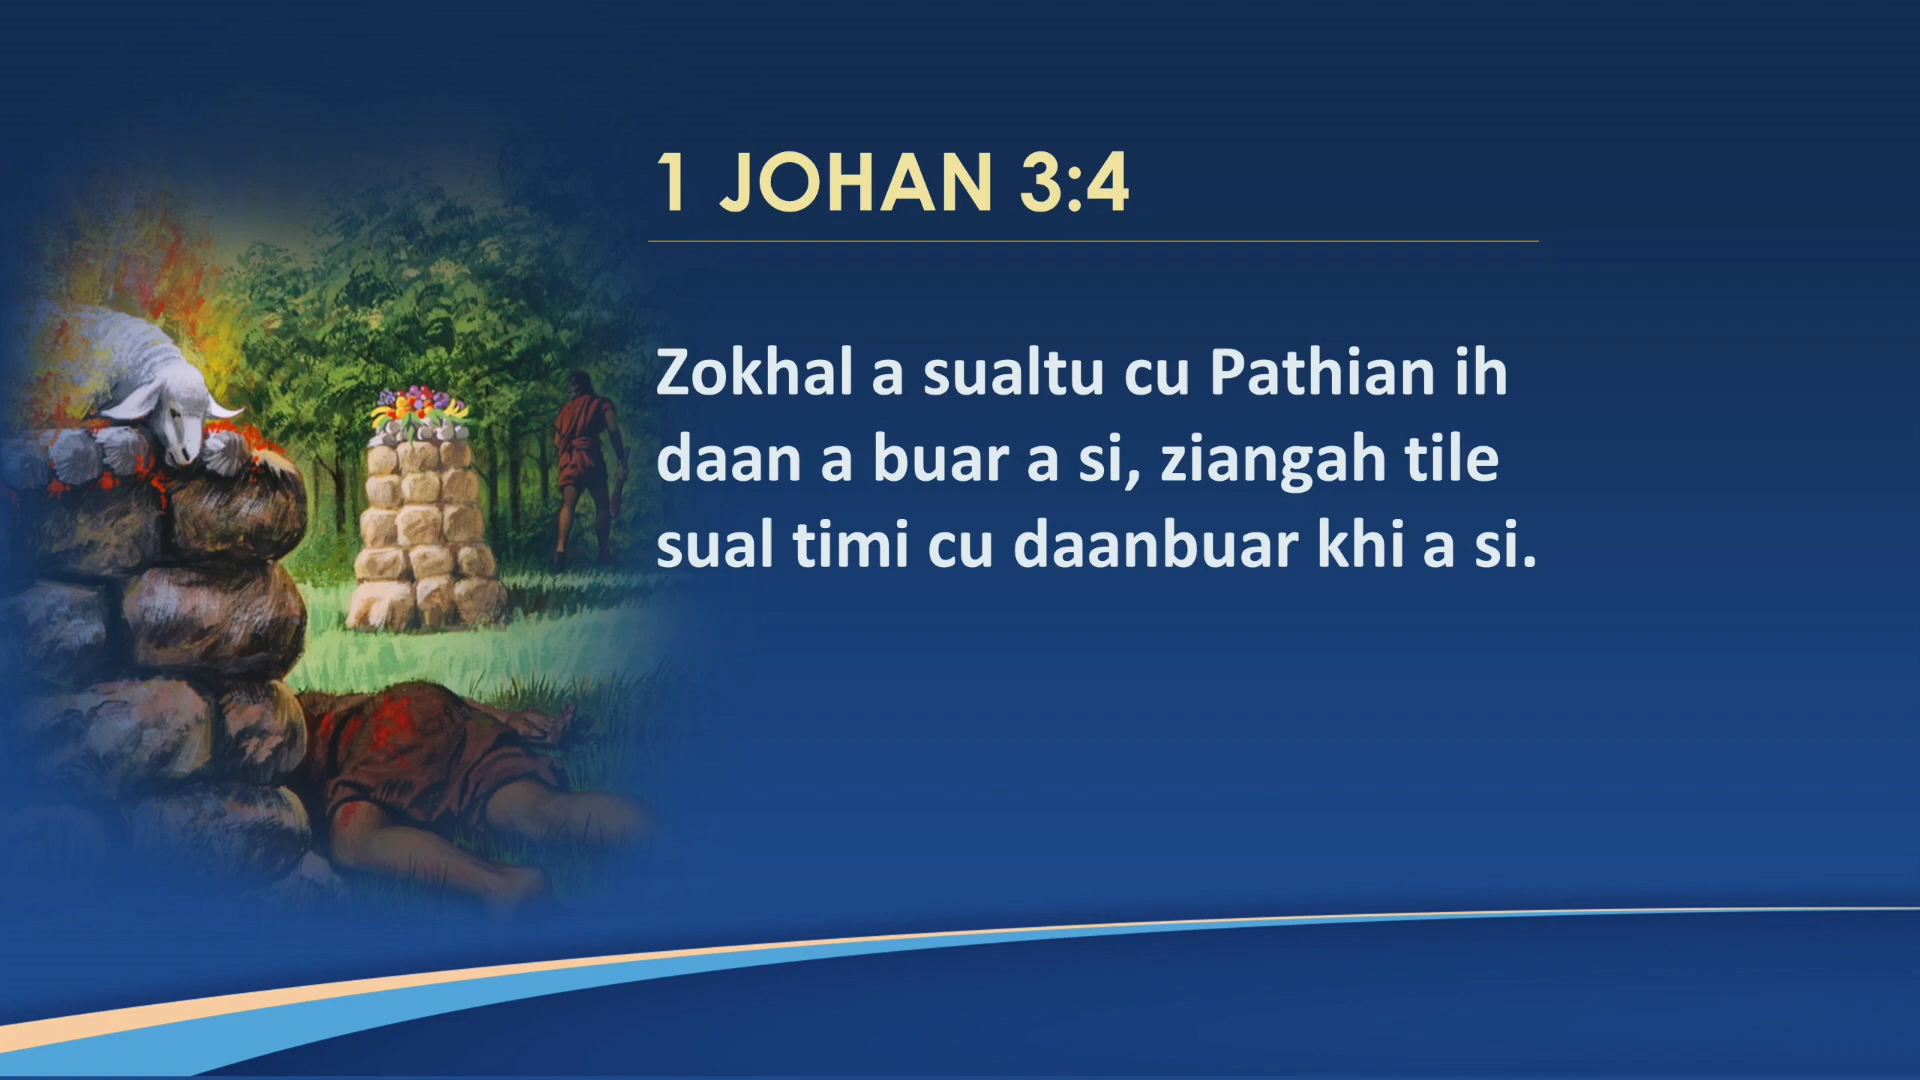 1 JOHAN 3:4
Zokhal a sualtu cu Pathian ih
daan a buar a si, ziangah tile
sual timi cu daanbuar khi a si.